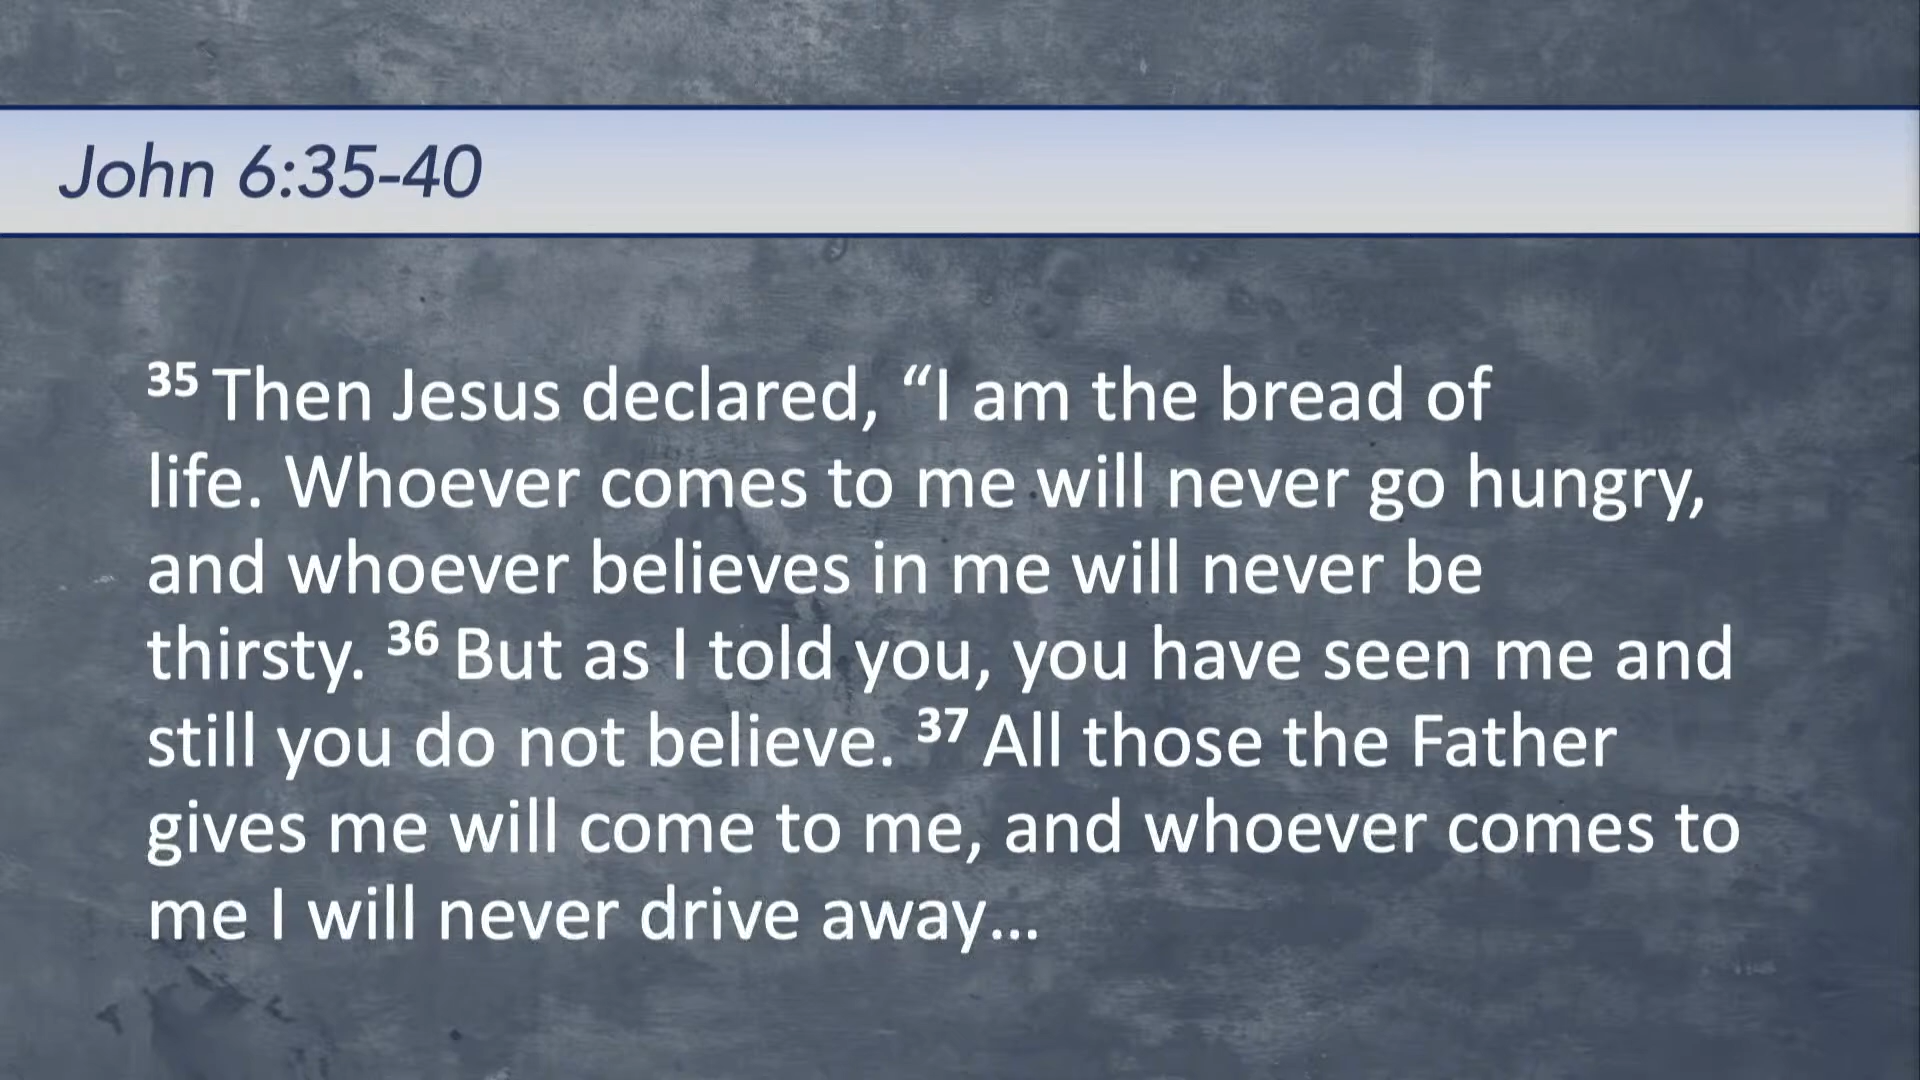 John 6:35-40
35 Then Jesus declared, “I am the bread of
life. Whoever comes to me will never go hungry,
and whoever believes in me will never be
thirsty. 36 But as I told you, you have seen me and
still you do not believe. 37 All those the Father
gives me will come to me, and whoever comes to
me I will never drive away...